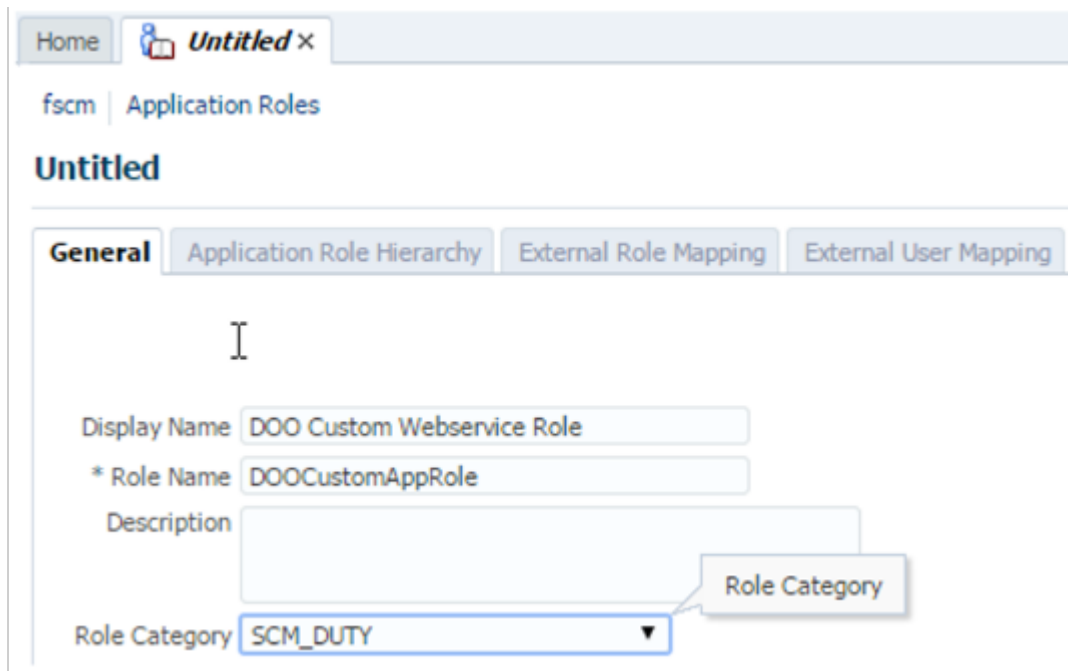 Home Untitled ×
fscm Application Roles
Untitled
General Application Role Hierarchy External Role Mapping External User Mapping
Display Name DOO Custom Webservice Role
* Role Name DOOCustomAppRole
Description
Role Category
Role Category SCM_DUTY